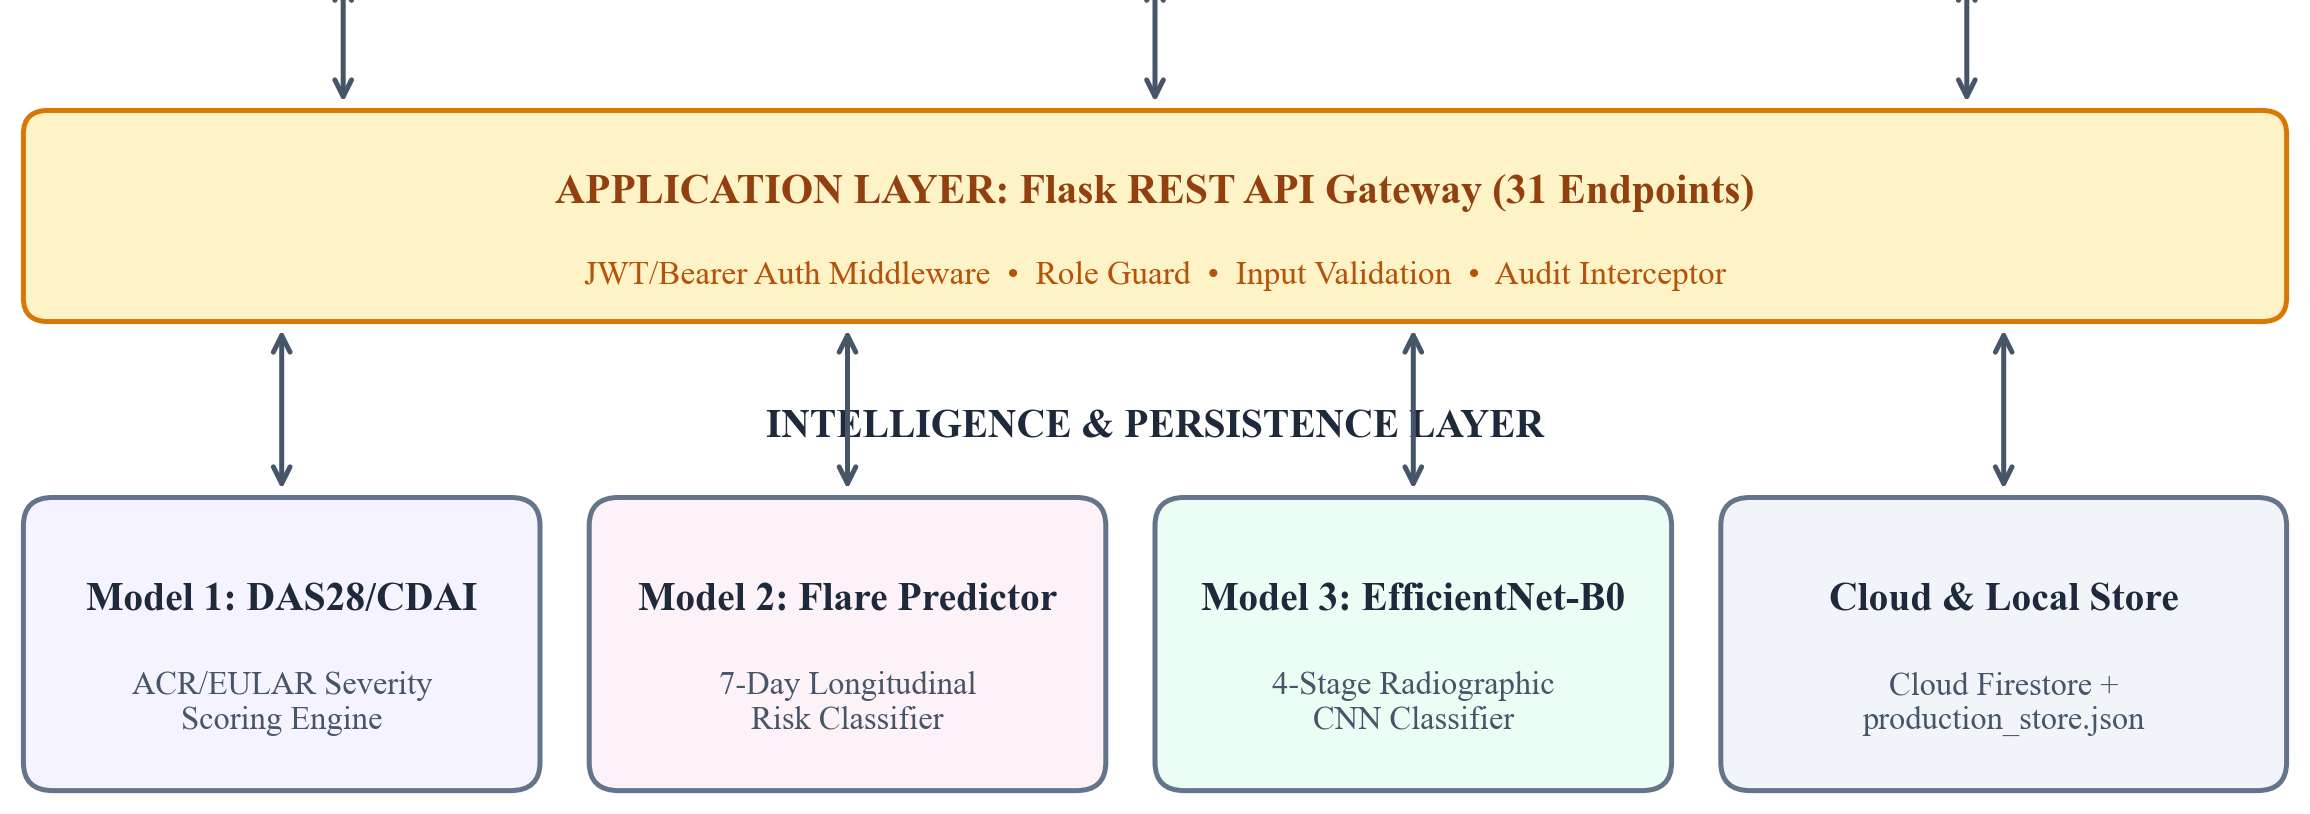 APPLICATION LAYER: Flask REST API Gateway (31 Endpoints)
JWT/Bearer Auth Middleware • Role Guard • Input Validation • Audit Interceptor
INTELLIGENCE & PERSISTENCE LAYER
Model 1: DAS28/CDAI
ACR/EULAR Severity
Scoring Engine
Model 2: Flare Predictor
7-Day Longitudinal
Risk Classifier
Model 3: EfficientNet-B0
4-Stage Radiographic
CNN Classifier
Cloud & Local Store
Cloud Firestore +
production_store.json